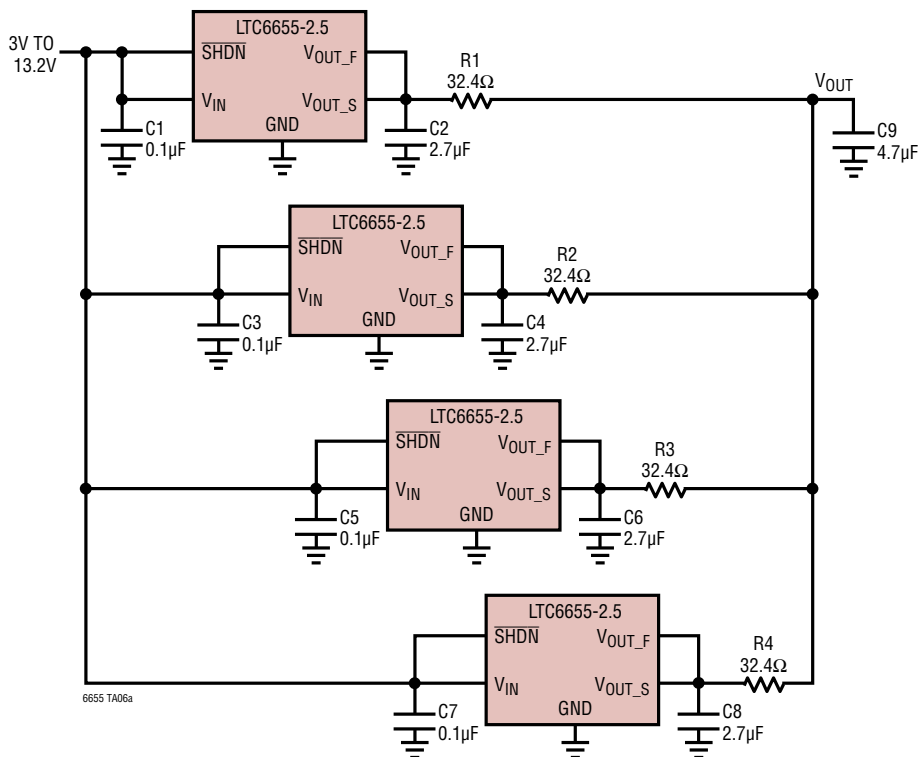 3V TO
13.2V
LTC6655-2.5
SHDN
VOUT_F
VIN
VOUT_S
GND
C1
0.1µF
C2
2.7µF
R1
32.4Ω
VOUT
C9
4.7µF
LTC6655-2.5
SHDN
VOUT_F
VIN
VOUT_S
GND
C3
0.1µF
C4
2.7µF
R2
32.4Ω
LTC6655-2.5
SHDN
VOUT_F
VIN
VOUT_S
GND
C5
0.1µF
C6
2.7µF
R3
32.4Ω
LTC6655-2.5
SHDN
VOUT_F
VIN
VOUT_S
GND
C7
0.1µF
C8
2.7µF
R4
32.4Ω
6655 TA06a